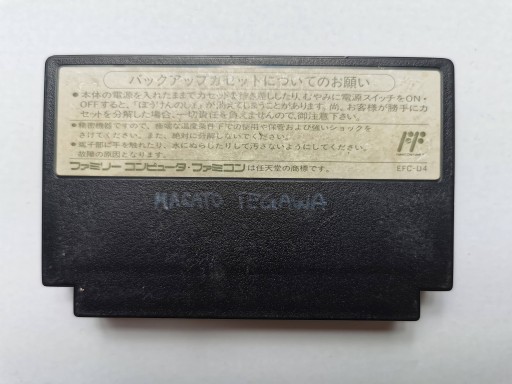 バックアップカセットについてのお願い
●本体の電源を入れたままでカセットを抜き差ししたり、むやみに電源スイッチをON・
OFFすると、「ぼうけんのしょ」が消えてしまうことがあります。尚、お客様が勝手にカ
セットを分解した場合、一切責任を負えませんので、御注意下さい。
●精密機器ですので、極端な温度条件下での使用や保管および強いショックを
さけてください。また、絶対に分解しないでください。
●端子部に手を触れたり、水にぬらしたりして汚さないようにしてください。
故障の原因となります。
ファミリーコンピュータ・ファミコンは任天堂の商標です。
EFC-U4
MASATO TEGAWA